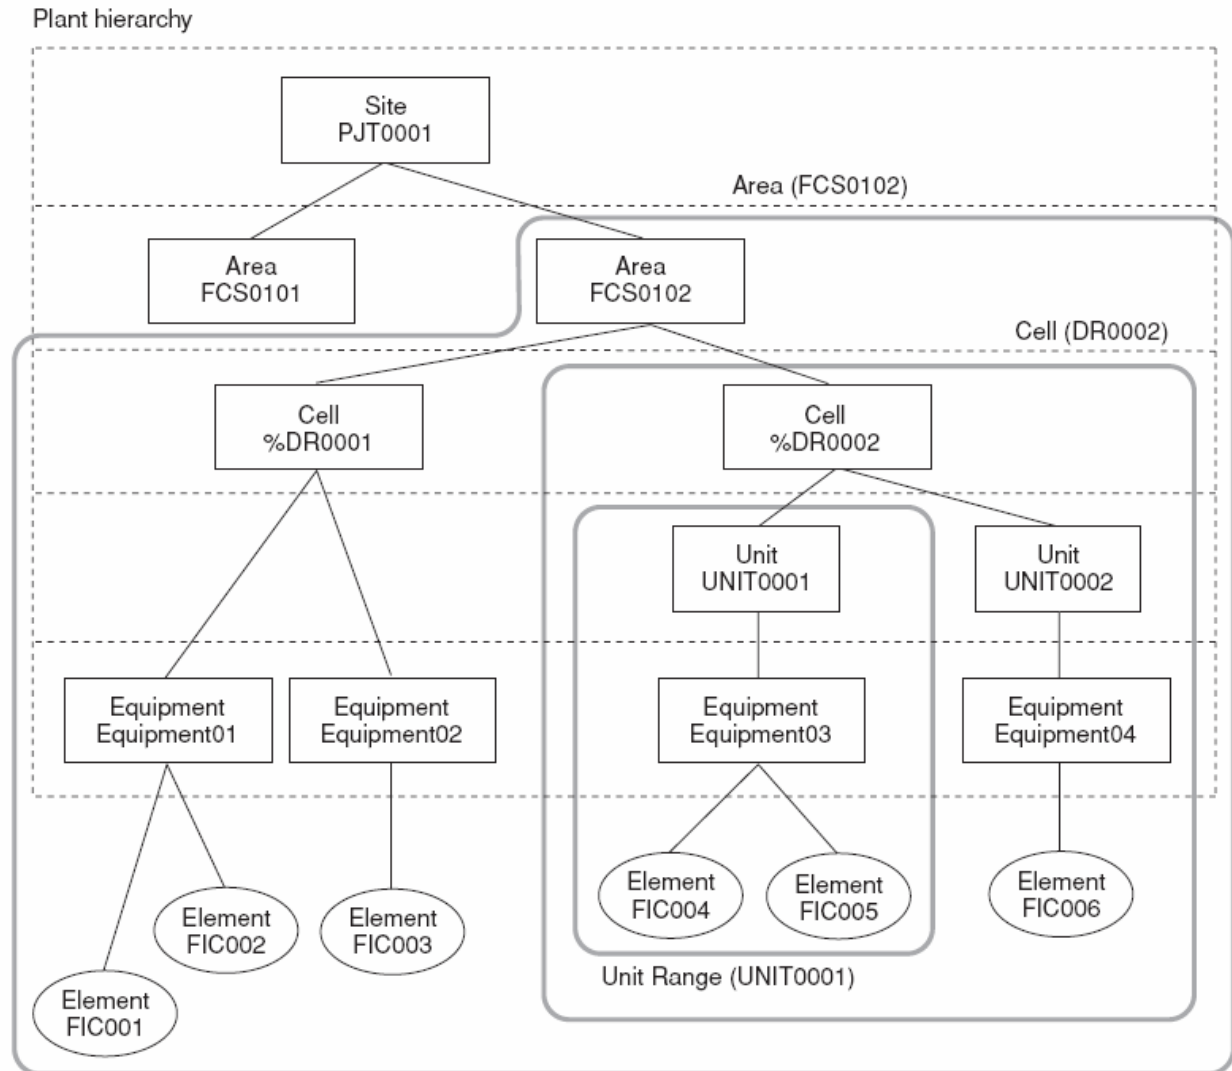 Plant hierarchy
Site
PJT0001
Area (FCS0102)
Area
FCS0101
Area
FCS0102
Cell (DR0002)
Cell
%DR0001
Cell
%DR0002
Unit
UNIT0001
Unit
UNIT0002
Equipment
Equipment01
Equipment
Equipment02
Equipment
Equipment03
Equipment
Equipment04
Element
FIC004
Element
FIC005
Element
FIC006
Element
FIC002
Element
FIC003
Unit Range (UNIT0001)
Element
FIC001